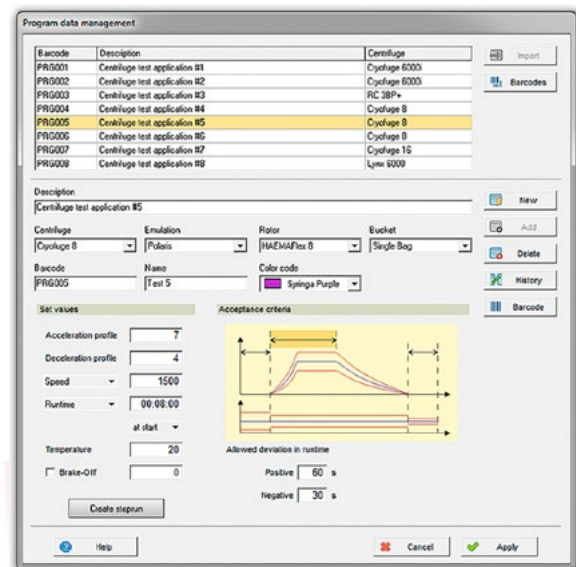 Program data management
Barcode Description Centrifuge
PRG001 Centrifuge test application #1 Cryofuge 6000i
PRG002 Centrifuge test application #2 Cryofuge 6000i
PRG003 Centrifuge test application #3 RC 3BP+
PRG004 Centrifuge test application #4 Cryofuge 8
PRG005 Centrifuge test application #5 Cryofuge 8
PRG006 Centrifuge test application #6 Cryofuge 8
PRG007 Centrifuge test application #7 Cryofuge 16
PRG008 Centrifuge test application #8 Lynx 6000
Import
Barcodes
Description
Centrifuge test application #5
New
Centrifuge Emulation Rotor Bucket
Cryofuge 8 Polaris HAEMAFlex 8 Single Bag
Add
Delete
Barcode Name Color code
PRG005 Test 5 Syringa Purple
History
Barcode
Set values Acceptance criteria
Acceleration profile 7
Deceleration profile 4
Speed 1500
Runtime 00:08:00
at start
Temperature 20
Allowed deviation in runtime
Brake-Off 0
Positive 60 s
Negative 30 s
Create steprun
Help Cancel Apply